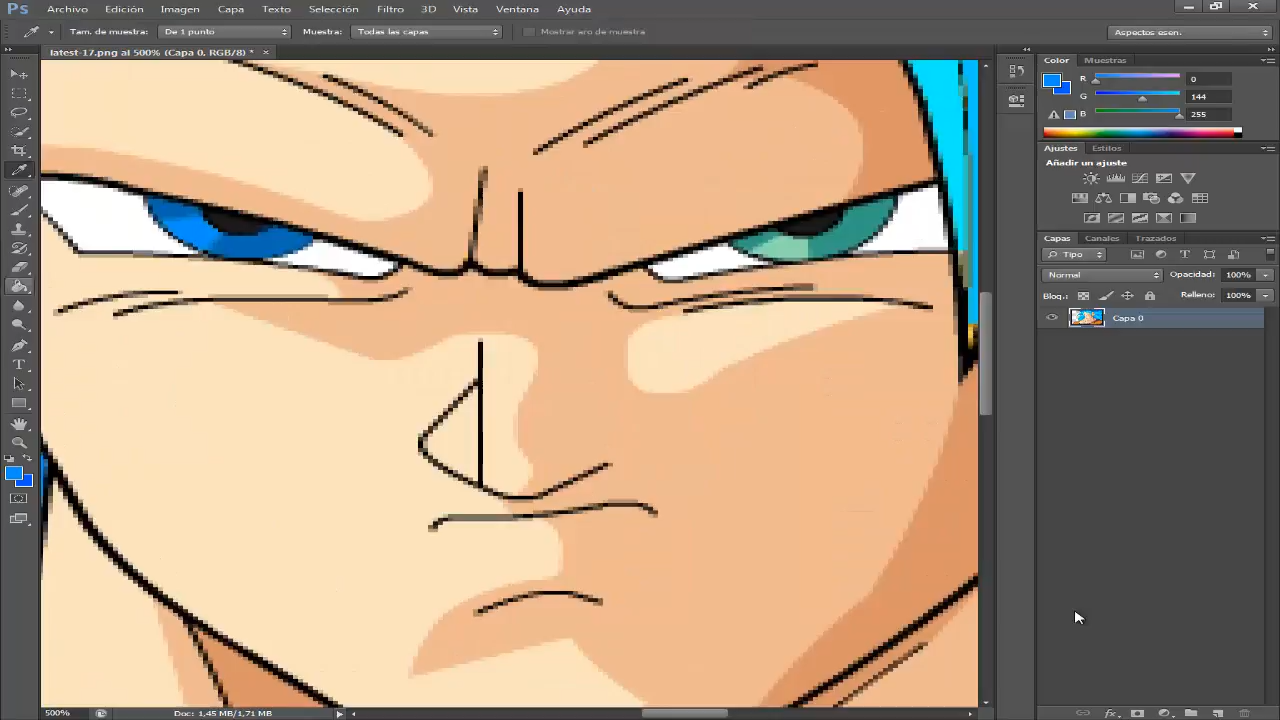 Ps Archivo Edición Imagen Capa Texto Selección Filtro 3D Vista Ventana Ayuda
Tam. de muestra: De 1 punto Muestra: Todas las capas Mostrar aro de muestra Aspectos esen.
latest-17.png al 500% (Capa 0, RGB/8) * ×
Color Muestras
R 0
G 144
B 255
Ajustes Estilos
Añadir un ajuste
Capas Canales Trazados
Tipo
Normal Opacidad: 100%
Bloq.: Relleno: 100%
Capa 0
500% Doc: 1,45 MB/1,71 MB